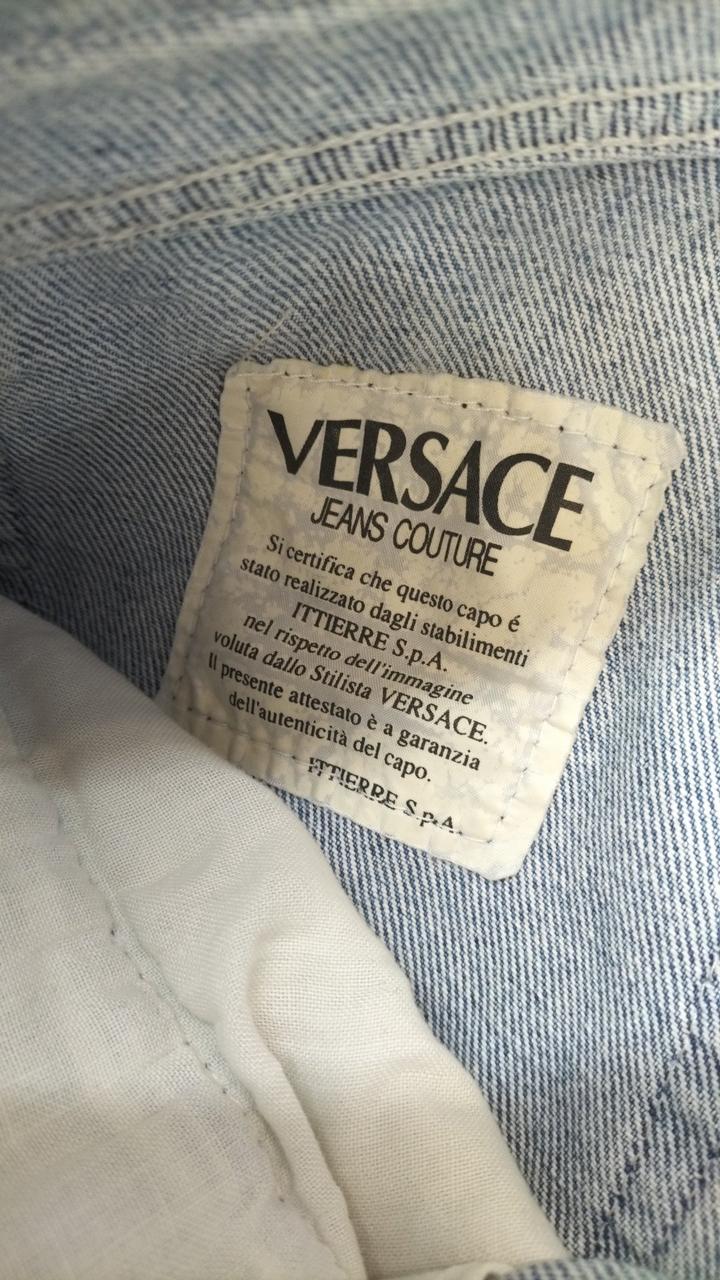 VERSACE
JEANS COUTURE
Si certifica che questo capo é
stato realizzato dagli stabilimenti
ITTIERRE S.p.A.
nel rispetto dell'immagine
voluta dallo Stilista VERSACE.
Il presente attestato è a garanzia
dell'autenticità del capo.
ITTIERRE S.p.A.